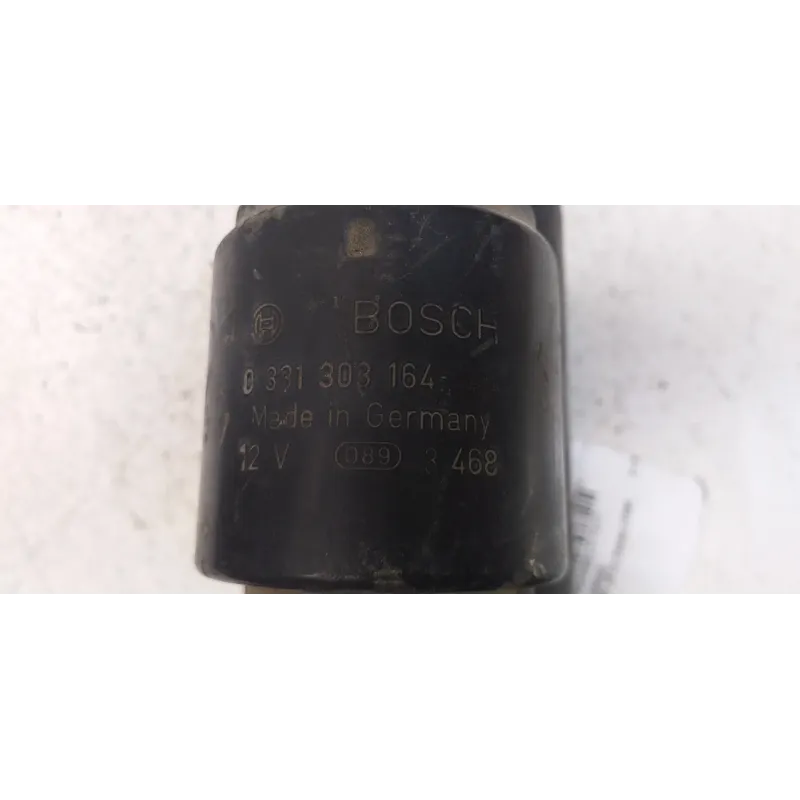 BOSCH
0 331 303 164
Made in Germany
12 V 089 3 468